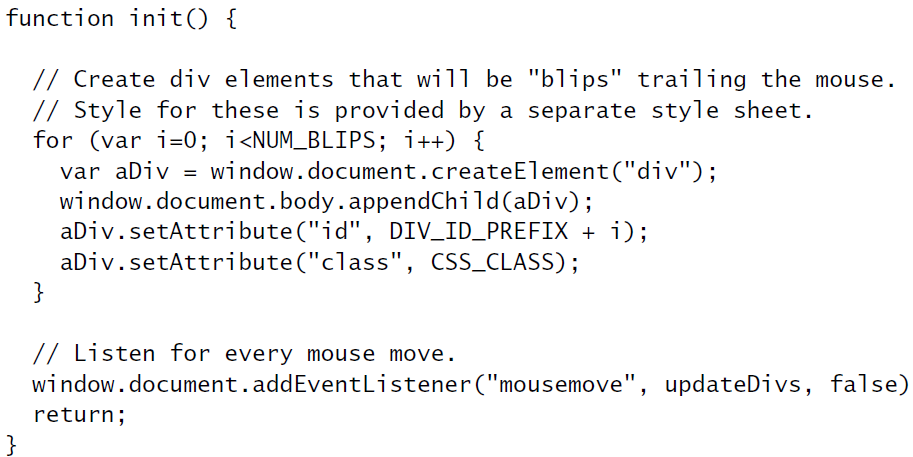 function init() {
// Create div elements that will be "blips" trailing the mouse.
// Style for these is provided by a separate style sheet.
for (var i=0; i<NUM_BLIPS; i++) {
var aDiv = window.document.createElement("div");
window.document.body.appendChild(aDiv);
aDiv.setAttribute("id", DIV_ID_PREFIX + i);
aDiv.setAttribute("class", CSS_CLASS);
}
// Listen for every mouse move.
window.document.addEventListener("mousemove", updateDivs, false)
return;
}